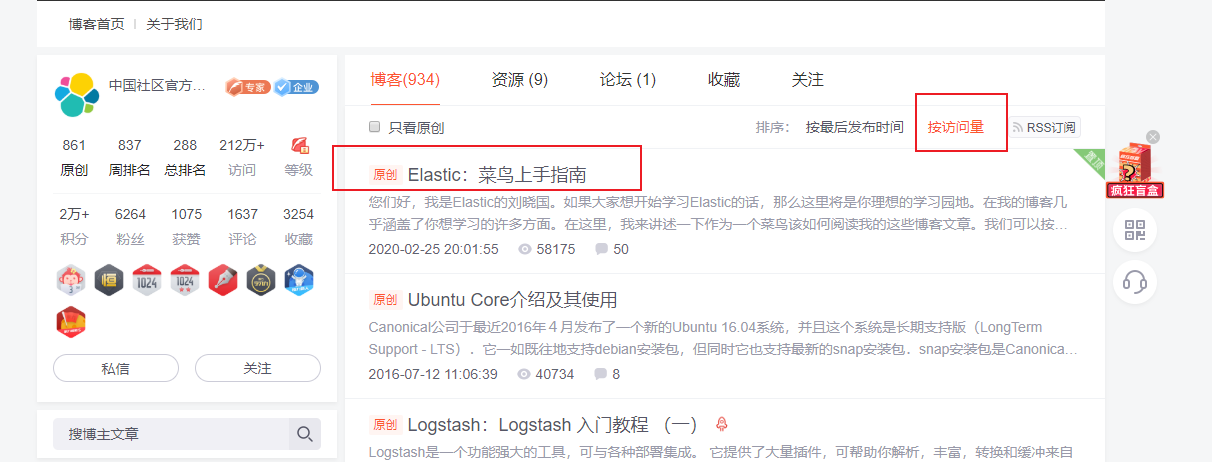 博客首页 | 关于我们
中国社区官方... 专家 企业
861 837 288 212万+
原创 周排名 总排名 访问 等级
2万+ 6264 1075 1637 3254
积分 粉丝 获赞 评论 收藏
恒
1024 1024
私信 关注
搜博主文章
博客(934) 资源 (9) 论坛 (1) 收藏 关注
只看原创 排序： 按最后发布时间 按访问量 RSS订阅
置顶
原创 Elastic：菜鸟上手指南
您们好，我是Elastic的刘晓国。如果大家想开始学习Elastic的话，那么这里将是你理想的学习园地。在我的博客几
乎涵盖了你想学习的许多方面。在这里，我来讲述一下作为一个菜鸟该如何阅读我的这些博客文章。我们可以按...
2020-02-25 20:01:55 58175 50
原创 Ubuntu Core介绍及其使用
Canonical公司于最近2016年４月发布了一个新的Ubuntu 16.04系统，并且这个系统是长期支持版（LongTerm
Support - LTS）．它一如既往地支持debian安装包，但同时它也支持最新的snap安装包．snap安装包是Canonica...
2016-07-12 11:06:39 40734 8
原创 Logstash：Logstash 入门教程 （一）
Logstash是一个功能强大的工具，可与各种部署集成。 它提供了大量插件，可帮助你解析，丰富，转换和缓冲来自
疯狂盲盒